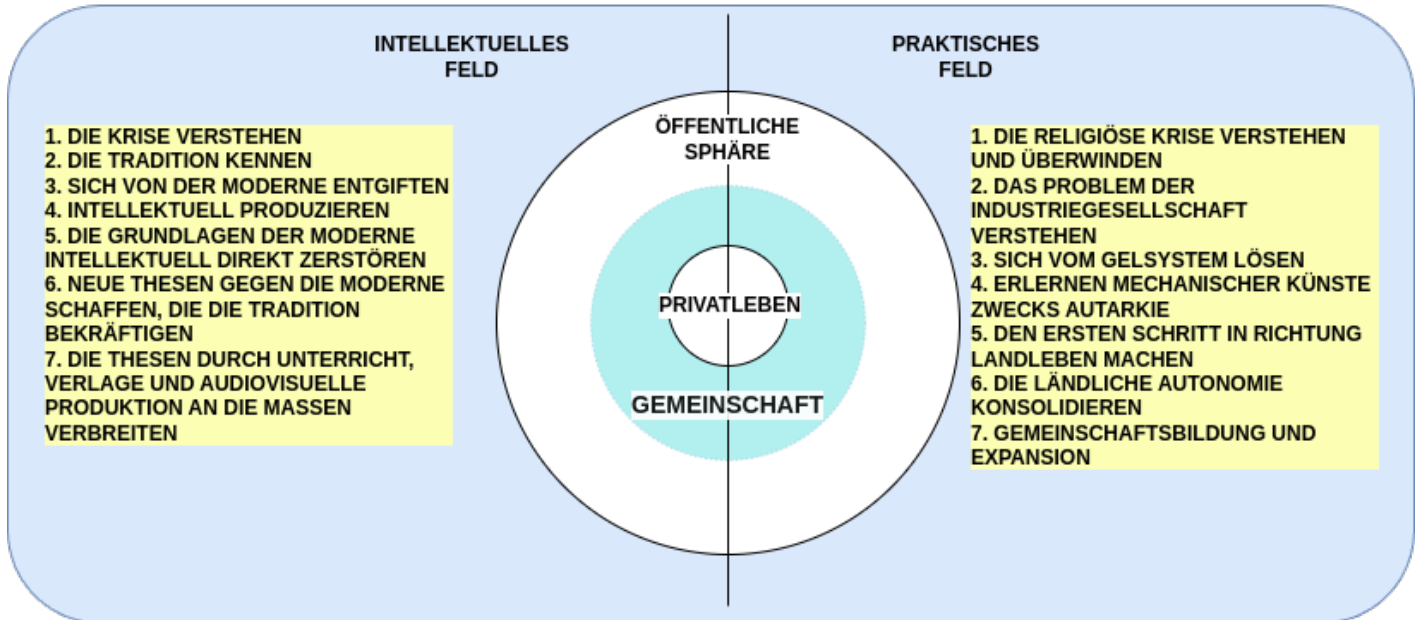 INTELLEKTUELLES
FELD
PRAKTISCHES
FELD
1. DIE KRISE VERSTEHEN
2. DIE TRADITION KENNEN
3. SICH VON DER MODERNE ENTGIFTEN
4. INTELLEKTUELL PRODUZIEREN
5. DIE GRUNDLAGEN DER MODERNE
INTELLEKTUELL DIREKT ZERSTÖREN
6. NEUE THESEN GEGEN DIE MODERNE
SCHAFFEN, DIE DIE TRADITION
BEKRÄFTIGEN
7. DIE THESEN DURCH UNTERRICHT,
VERLAGE UND AUDIOVISUELLE
PRODUKTION AN DIE MASSEN
VERBREITEN
ÖFFENTLICHE
SPHÄRE
PRIVATLEBEN
GEMEINSCHAFT
1. DIE RELIGIÖSE KRISE VERSTEHEN
UND ÜBERWINDEN
2. DAS PROBLEM DER
INDUSTRIEGESELLSCHAFT
VERSTEHEN
3. SICH VOM GELSYSTEM LÖSEN
4. ERLERNEN MECHANISCHER KÜNSTE
ZWECKS AUTARKIE
5. DEN ERSTEN SCHRITT IN RICHTUNG
LANDLEBEN MACHEN
6. DIE LÄNDLICHE AUTONOMIE
KONSOLIDIEREN
7. GEMEINSCHAFTSBILDUNG UND
EXPANSION